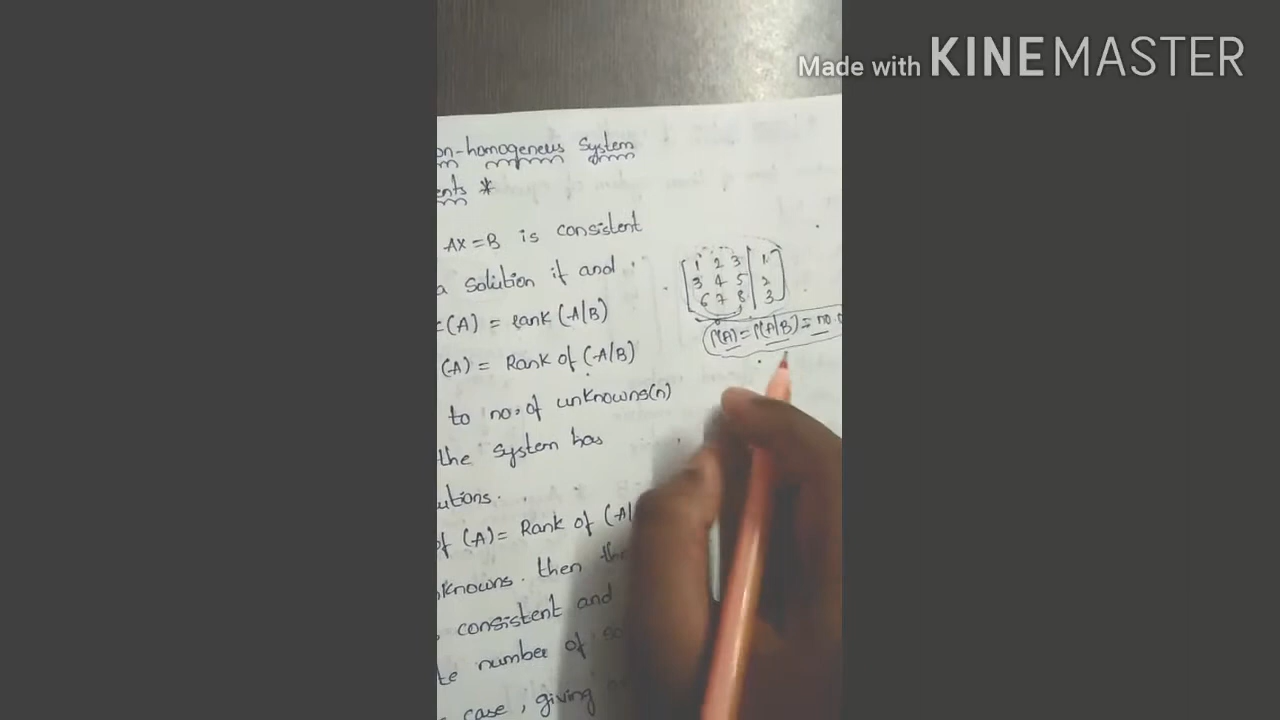 Made with KINEMASTER
on-homogeneus System
ents *
AX=B is consistent
a solution if and
(A) = rank (A/B)
(A) = Rank of (A/B)
to no. of unknowns(n)
the system has
utions.
of (A)= Rank of (A/
knowns. then
consistent and
te number of
case, giving
1 2 3 | 1
3 4 5 | 2
6 7 8 | 3
ρ(A) = ρ(A/B) = no.